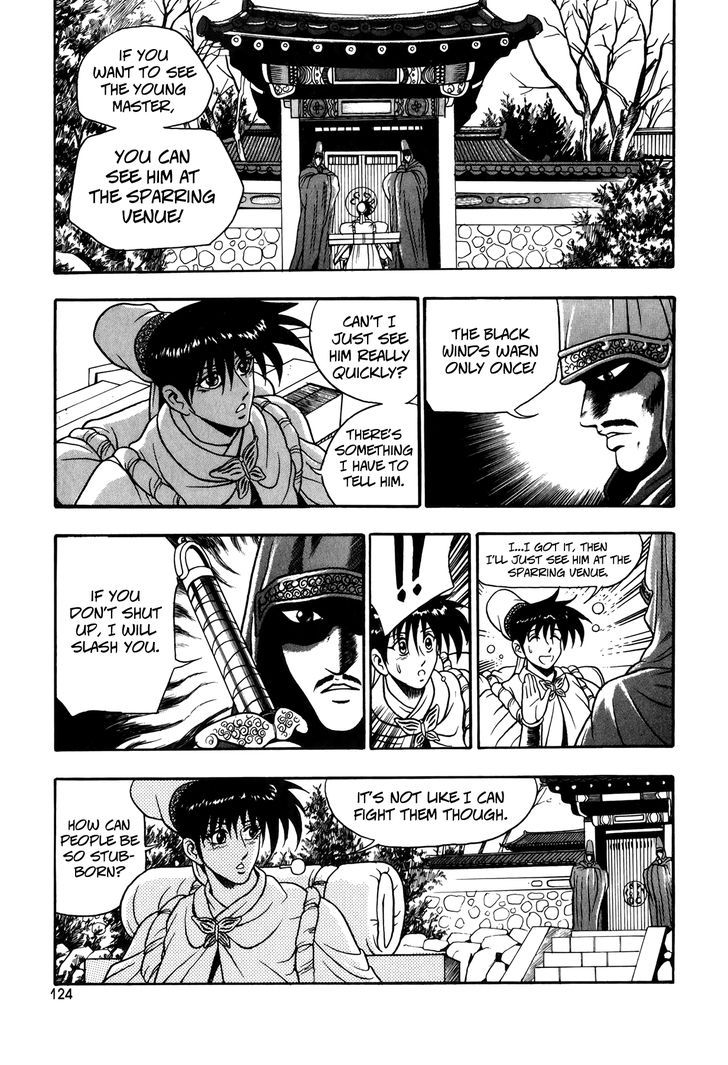 IF YOU
WANT TO SEE
THE YOUNG
MASTER,
YOU CAN
SEE HIM AT
THE SPARRING
VENUE!
CAN'T I
JUST SEE
HIM REALLY
QUICKLY?
THERE'S
SOMETHING
I HAVE TO
TELL HIM.
THE BLACK
WINDS WARN
ONLY ONCE!
IF YOU
DON'T SHUT
UP, I WILL
SLASH YOU.
!!
I...I GOT IT, THEN
I'LL JUST SEE HIM AT THE
SPARRING VENUE.
HOW CAN
PEOPLE BE
SO STUB-
BORN?
IT'S NOT LIKE I CAN
FIGHT THEM THOUGH.
124